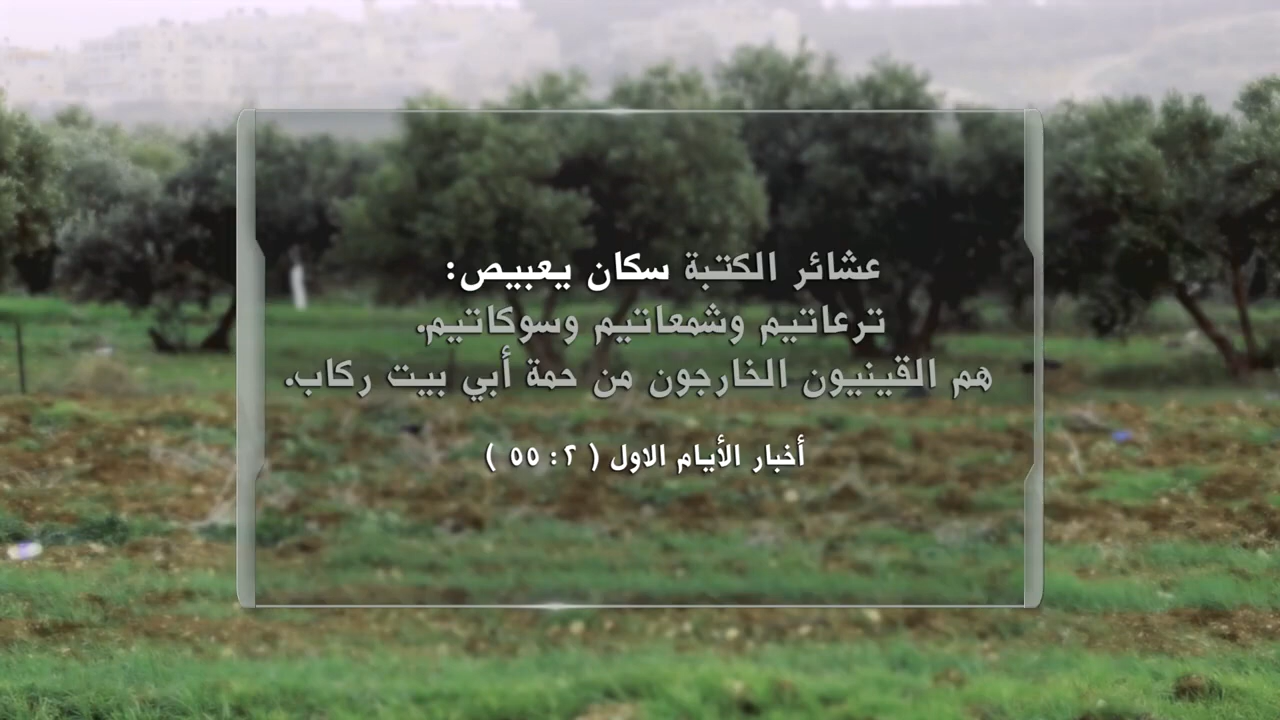 عشائر الكتبة سكان يعبيص:
ترعاتيم وشمعاتيم وسوكاتيم.
هم القينيون الخارجون من حمة أبي بيت ركاب.
أخبار الأيام الاول ( ٢ : ٥٥ )